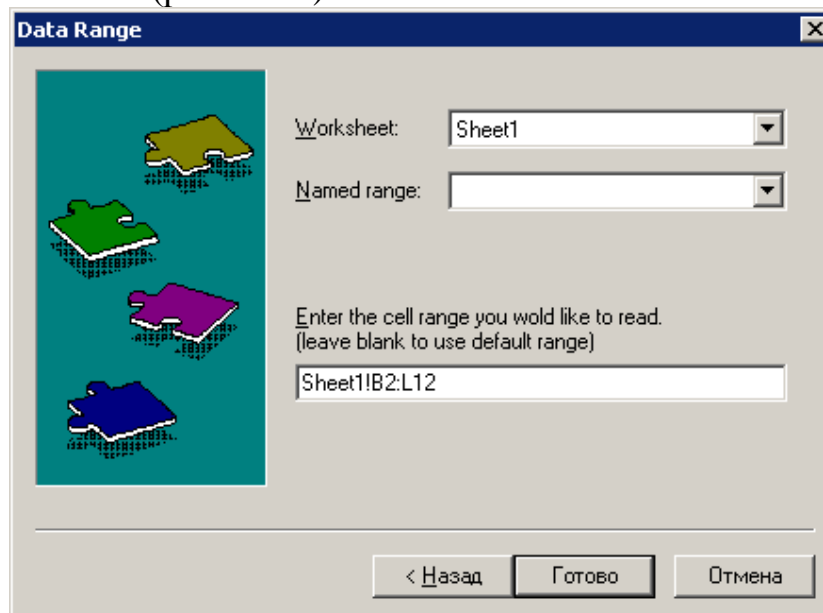 Data Range
Worksheet: Sheet1
Named range:
Enter the cell range you wold like to read.
(leave blank to use default range)
Sheet1!B2:L12
< Назад Готово Отмена